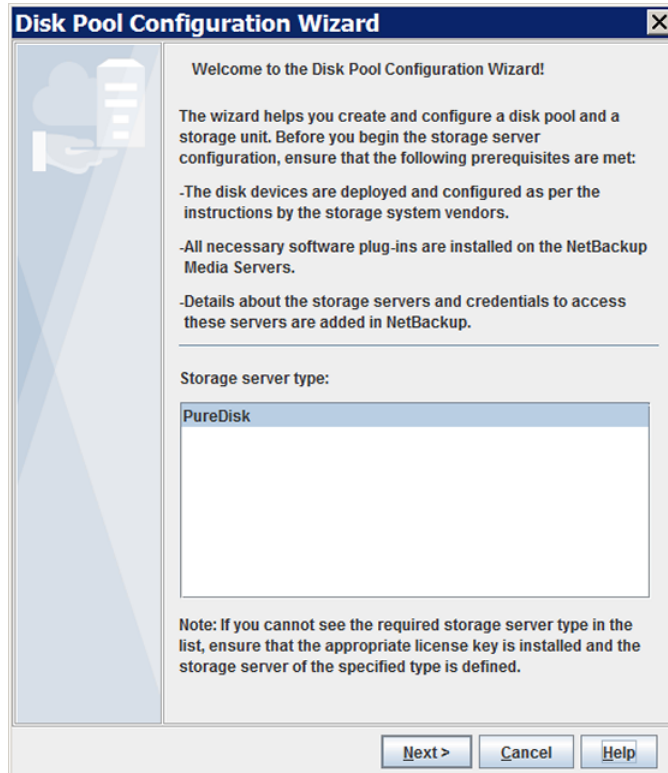 Disk Pool Configuration Wizard
Welcome to the Disk Pool Configuration Wizard!
The wizard helps you create and configure a disk pool and a
storage unit. Before you begin the storage server
configuration, ensure that the following prerequisites are met:
-The disk devices are deployed and configured as per the
instructions by the storage system vendors.
-All necessary software plug-ins are installed on the NetBackup
Media Servers.
-Details about the storage servers and credentials to access
these servers are added in NetBackup.
Storage server type:
PureDisk
Note: If you cannot see the required storage server type in the
list, ensure that the appropriate license key is installed and the
storage server of the specified type is defined.
Next >
Cancel
Help